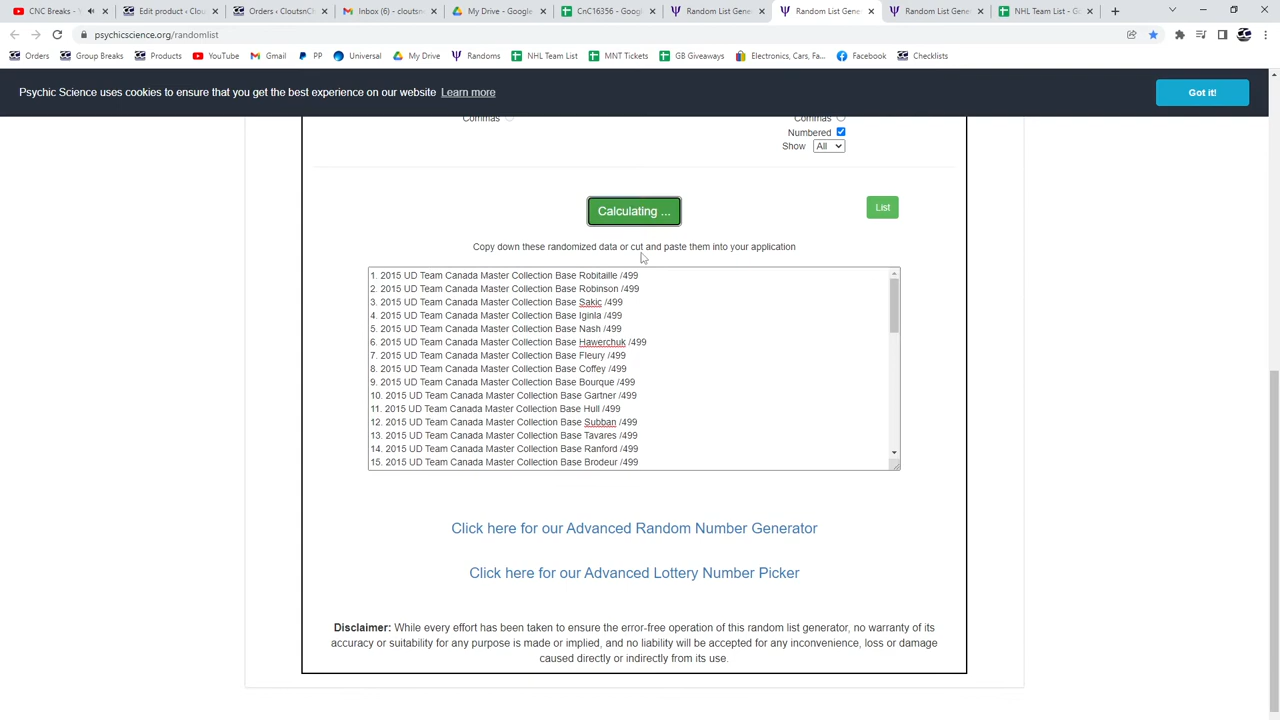 CNC Breaks -
Edit product ‹ Clou
Orders ‹ CloutsnC
Inbox (6) - cloutsn
My Drive - Google
CnC16356 - Google
Random List Gene
Random List Gene
Random List Gene
NHL Team List - G
psychicscience.org/randomlist
Orders
Group Breaks
Products
YouTube
Gmail
PP
Universal
My Drive
Randoms
NHL Team List
MNT Tickets
GB Giveaways
Electronics, Cars, Fa...
Facebook
Checklists
Psychic Science uses cookies to ensure that you get the best experience on our website Learn more
Got it!
Commas
Commas
Numbered
Show All
Calculating ...
List
Copy down these randomized data or cut and paste them into your application
1. 2015 UD Team Canada Master Collection Base Robitaille /499
2. 2015 UD Team Canada Master Collection Base Robinson /499
3. 2015 UD Team Canada Master Collection Base Sakic /499
4. 2015 UD Team Canada Master Collection Base Iginla /499
5. 2015 UD Team Canada Master Collection Base Nash /499
6. 2015 UD Team Canada Master Collection Base Hawerchuk /499
7. 2015 UD Team Canada Master Collection Base Fleury /499
8. 2015 UD Team Canada Master Collection Base Coffey /499
9. 2015 UD Team Canada Master Collection Base Bourque /499
10. 2015 UD Team Canada Master Collection Base Gartner /499
11. 2015 UD Team Canada Master Collection Base Hull /499
12. 2015 UD Team Canada Master Collection Base Subban /499
13. 2015 UD Team Canada Master Collection Base Tavares /499
14. 2015 UD Team Canada Master Collection Base Ranford /499
15. 2015 UD Team Canada Master Collection Base Brodeur /499
Click here for our Advanced Random Number Generator
Click here for our Advanced Lottery Number Picker
Disclaimer: While every effort has been taken to ensure the error-free operation of this random list generator, no warranty of its
accuracy or suitability for any purpose is made or implied, and no liability will be accepted for any inconvenience, loss or damage
caused directly or indirectly from its use.